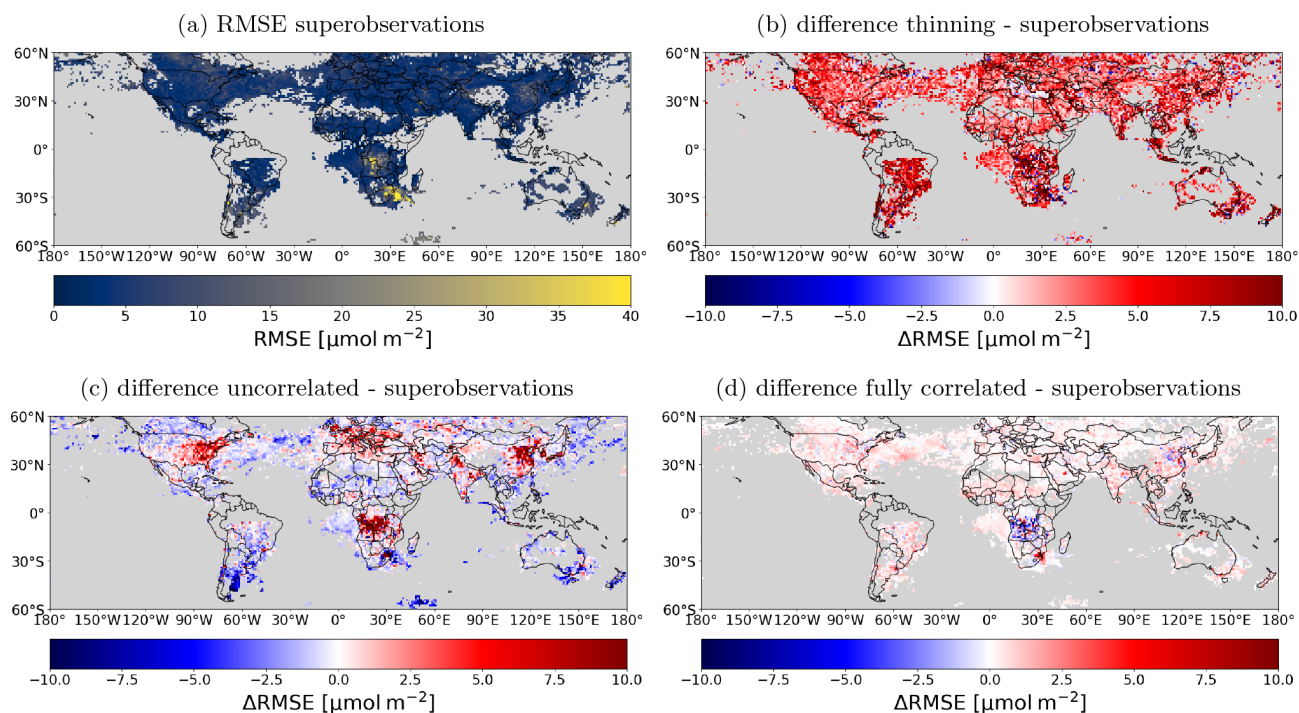 (a) RMSE superobservations
60°N
30°N
0°
30°S
60°S
180° 150°W 120°W 90°W 60°W 30°W 0° 30°E 60°E 90°E 120°E 150°E 180°
0 5 10 15 20 25 30 35 40
RMSE [µmol m⁻²]
(b) difference thinning - superobservations
60°N
30°N
0°
30°S
60°S
180° 150°W 120°W 90°W 60°W 30°W 0° 30°E 60°E 90°E 120°E 150°E 180°
−10.0 −7.5 −5.0 −2.5 0.0 2.5 5.0 7.5 10.0
ΔRMSE [µmol m⁻²]
(c) difference uncorrelated - superobservations
60°N
30°N
0°
30°S
60°S
180° 150°W 120°W 90°W 60°W 30°W 0° 30°E 60°E 90°E 120°E 150°E 180°
−10.0 −7.5 −5.0 −2.5 0.0 2.5 5.0 7.5 10.0
ΔRMSE [µmol m⁻²]
(d) difference fully correlated - superobservations
60°N
30°N
0°
30°S
60°S
180° 150°W 120°W 90°W 60°W 30°W 0° 30°E 60°E 90°E 120°E 150°E 180°
−10.0 −7.5 −5.0 −2.5 0.0 2.5 5.0 7.5 10.0
ΔRMSE [µmol m⁻²]